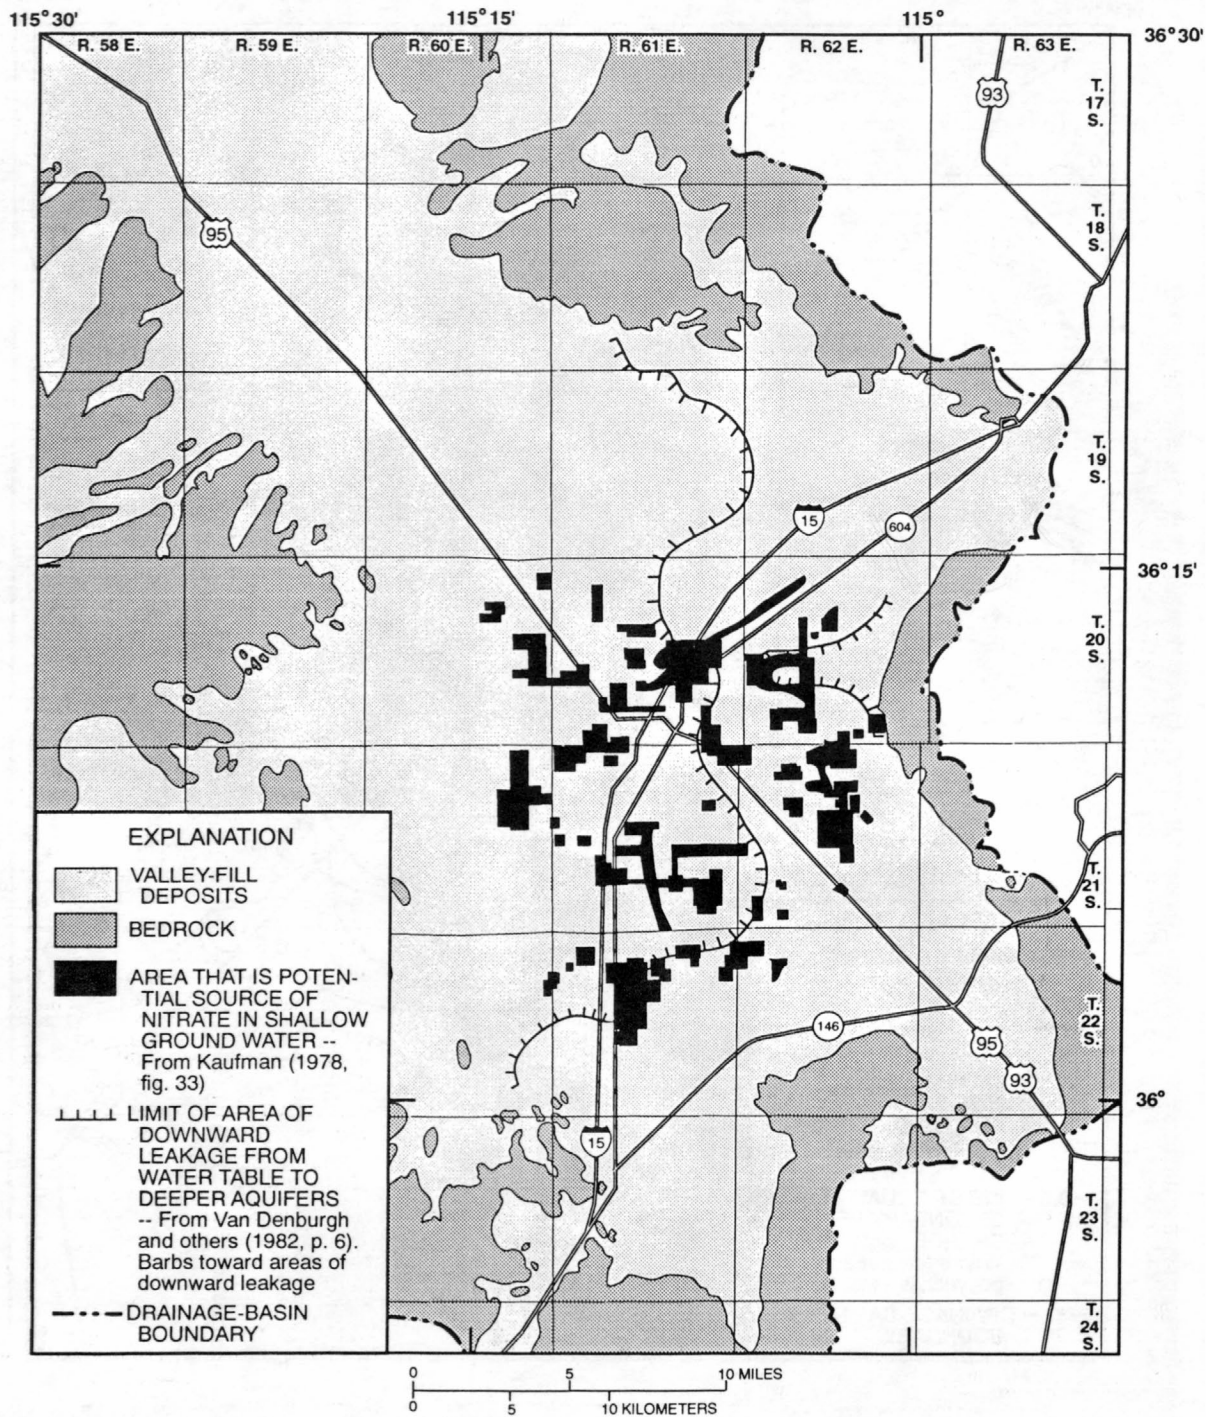 115°30'
115°15'
115°
R. 58 E.
R. 59 E.
R. 60 E.
R. 61 E.
R. 62 E.
R. 63 E.
36°30'
93
T.
17
S.
T.
18
S.
95
T.
19
S.
15
604
36°15'
T.
20
S.
EXPLANATION
VALLEY-FILL
DEPOSITS
BEDROCK
AREA THAT IS POTEN-
TIAL SOURCE OF
NITRATE IN SHALLOW
GROUND WATER --
From Kaufman (1978,
fig. 33)
LIMIT OF AREA OF
DOWNWARD
LEAKAGE FROM
WATER TABLE TO
DEEPER AQUIFERS
-- From Van Denburgh
and others (1982, p. 6).
Barbs toward areas of
downward leakage
DRAINAGE-BASIN
BOUNDARY
T.
21
S.
T.
22
S.
146
95
93
36°
15
T.
23
S.
T.
24
S.
0
5
10 MILES
0
5
10 KILOMETERS